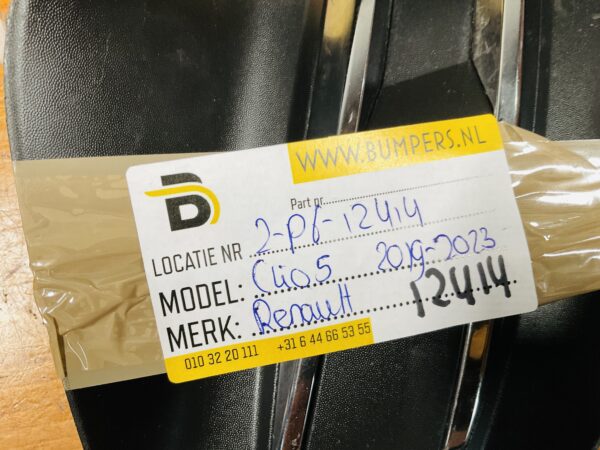 WWW.BUMPERS.NL
B
Part nr.
LOCATIE NR 2-P6-12414
MODEL: Clio 5 2019-2023
MERK: Renault 12414
010 32 20 111 +31 6 44 66 53 55